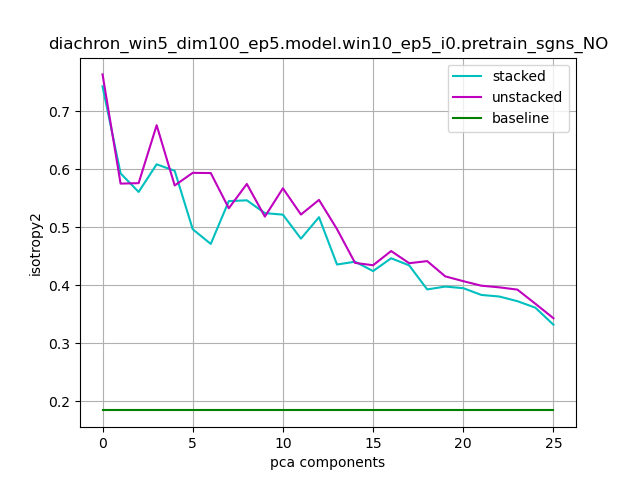 diachron_win5_dim100_ep5.model.win10_ep5_i0.pretrain_sgns_NO
stacked
unstacked
baseline
0.7
0.6
0.5
0.4
0.3
0.2
isotropy2
0 5 10 15 20 25
pca components